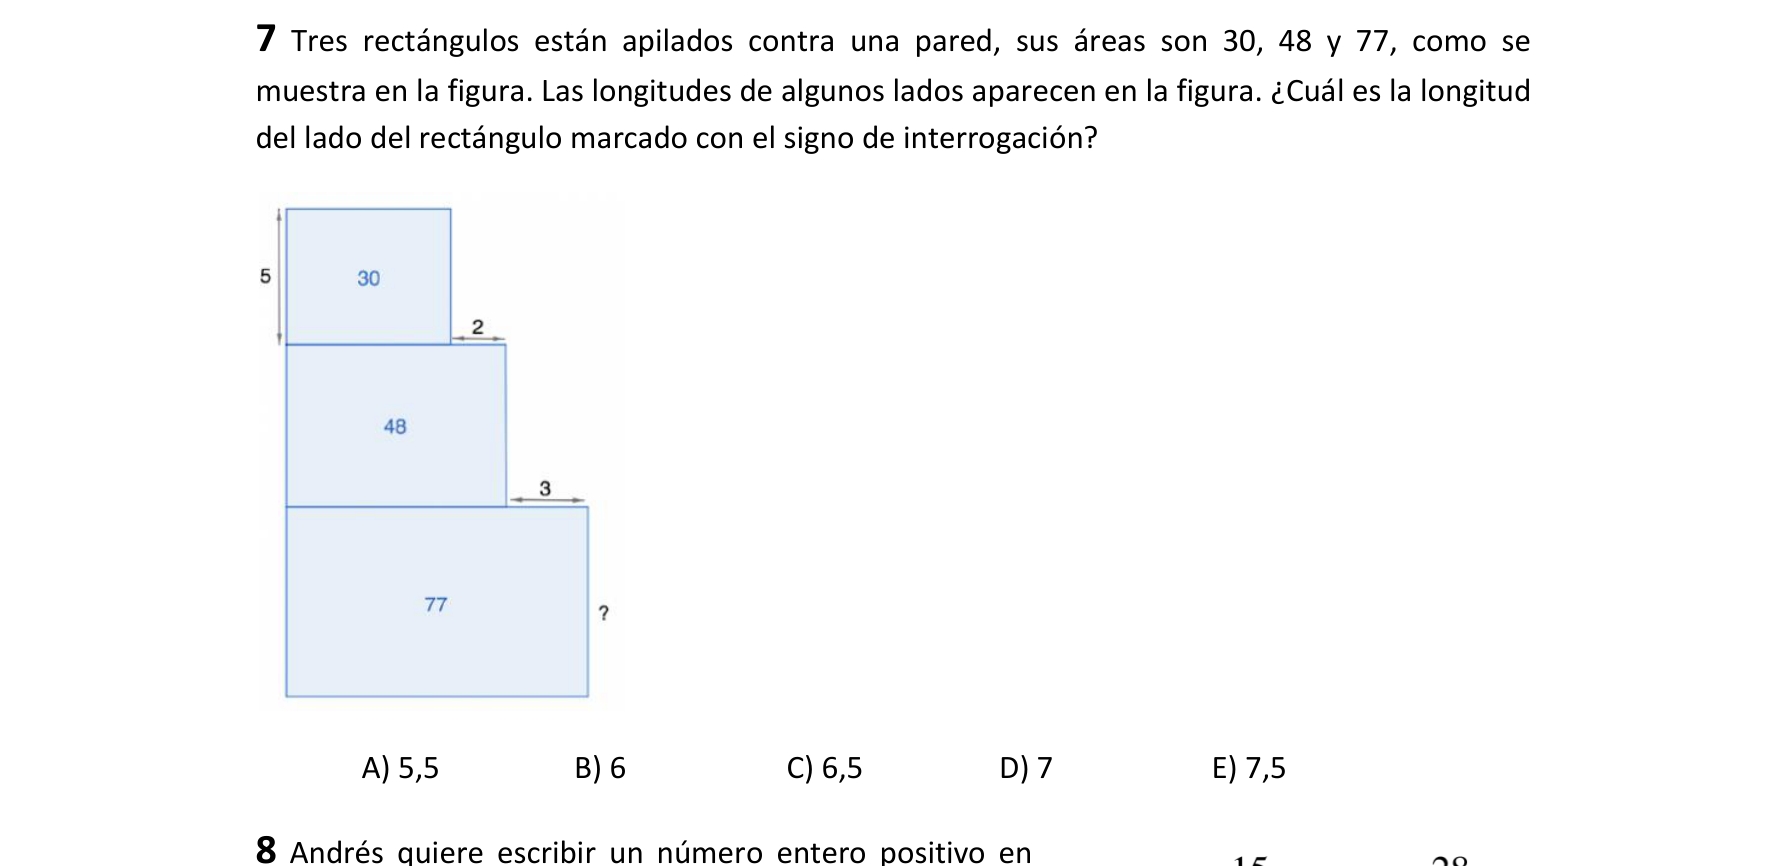 7 Tres rectángulos están apilados contra una pared, sus áreas son 30, 48 y 77, como se
muestra en la figura. Las longitudes de algunos lados aparecen en la figura. ¿Cuál es la longitud
del lado del rectángulo marcado con el signo de interrogación?
5
30
2
48
3
77
?
A) 5,5 B) 6 C) 6,5 D) 7 E) 7,5
8 Andrés quiere escribir un número entero positivo en
15 28